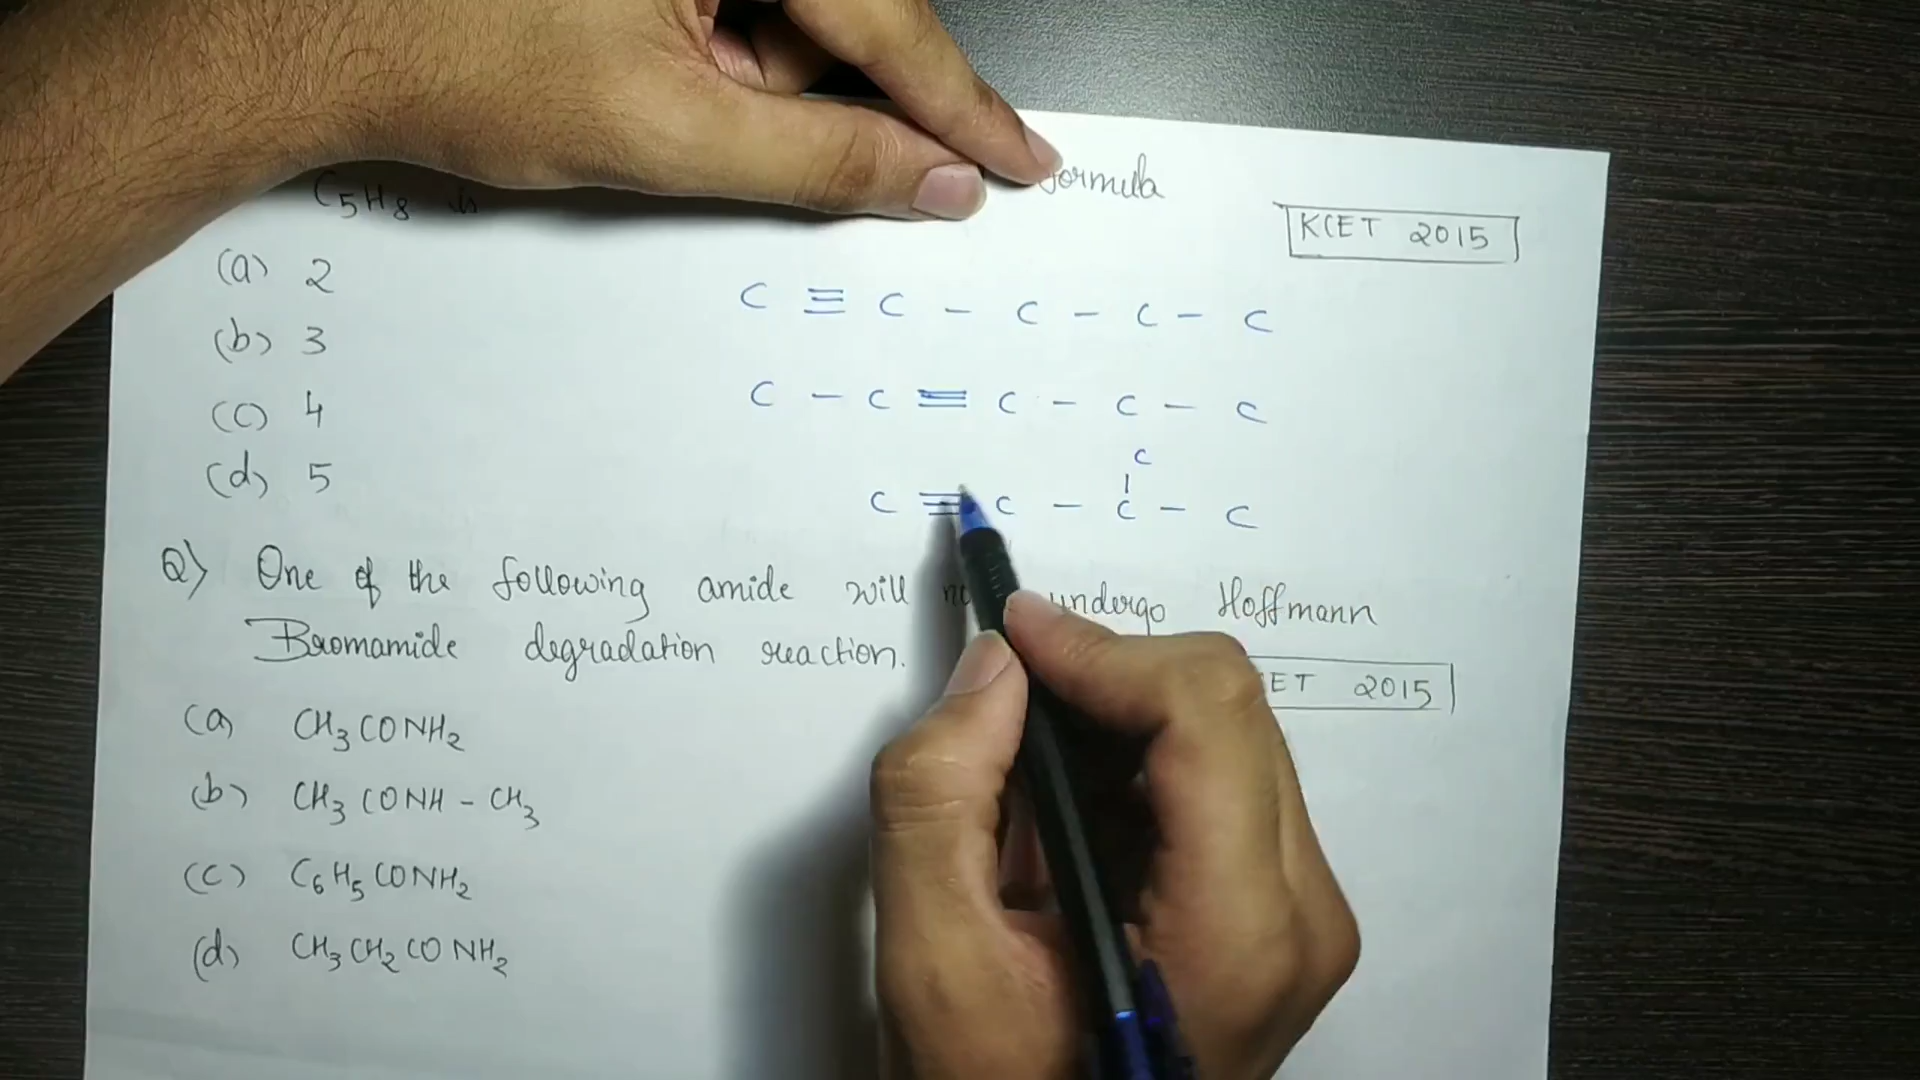 formula
C5H8 is
KCET 2015
(a) 2
(b) 3
(c) 4
(d) 5
C ≡ C - C - C - C
C - C ≡ C - C - C
C
|
C ≡ C - C - C
Q) One of the following amide will undergo Hoffmann
Bromamide degradation reaction.
ET 2015
(a) CH3CONH2
(b) CH3CONH-CH3
(c) C6H5CONH2
(d) CH3CH2CONH2